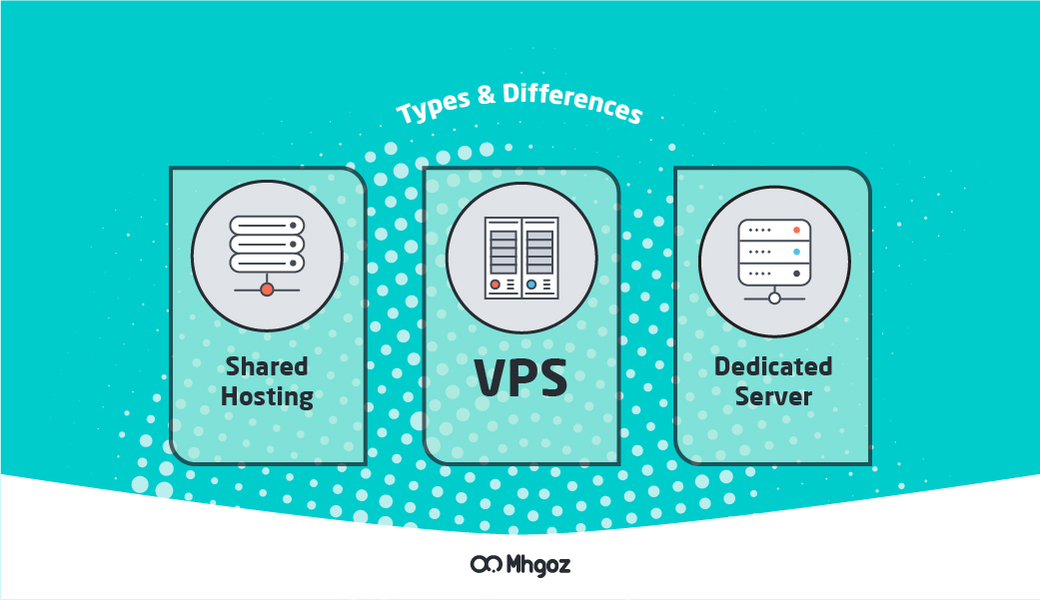 Types & Differences
Shared
Hosting
VPS
Dedicated
Server
Mhgoz